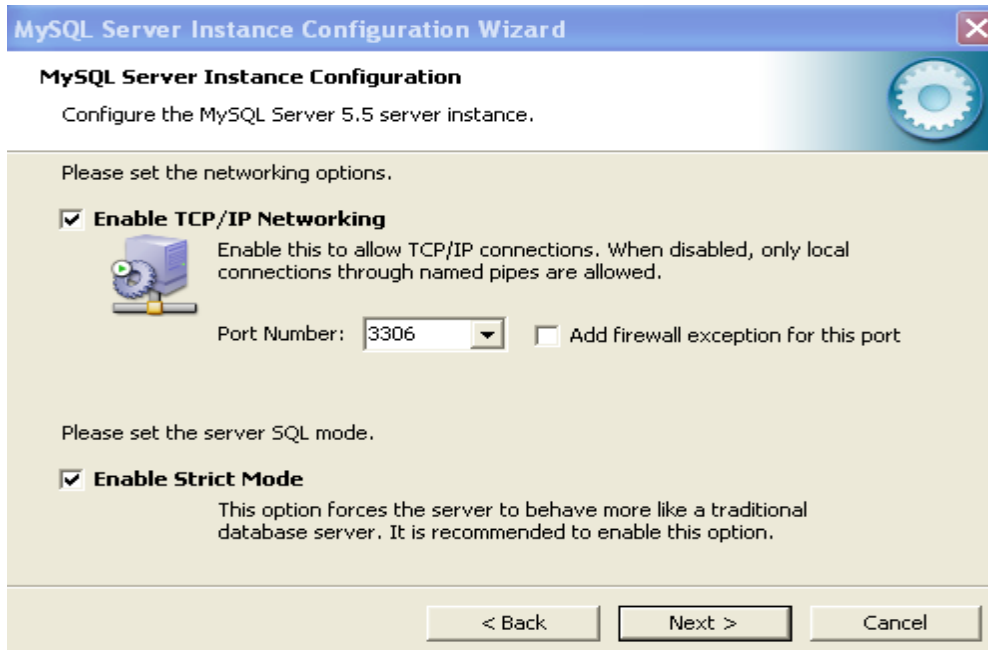 MySQL Server Instance Configuration Wizard
MySQL Server Instance Configuration
Configure the MySQL Server 5.5 server instance.
Please set the networking options.
Enable TCP/IP Networking
Enable this to allow TCP/IP connections. When disabled, only local
connections through named pipes are allowed.
Port Number: 3306 Add firewall exception for this port
Please set the server SQL mode.
Enable Strict Mode
This option forces the server to behave more like a traditional
database server. It is recommended to enable this option.
< Back Next > Cancel